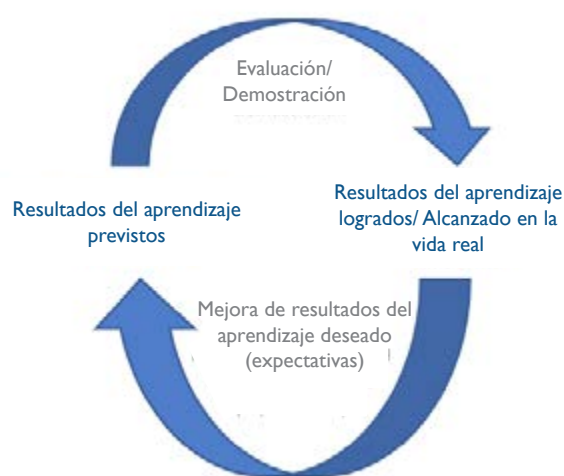 Evaluación/
Demostración
Resultados del aprendizaje
previstos
Resultados del aprendizaje
logrados/ Alcanzado en la
vida real
Mejora de resultados del
aprendizaje deseado
(expectativas)